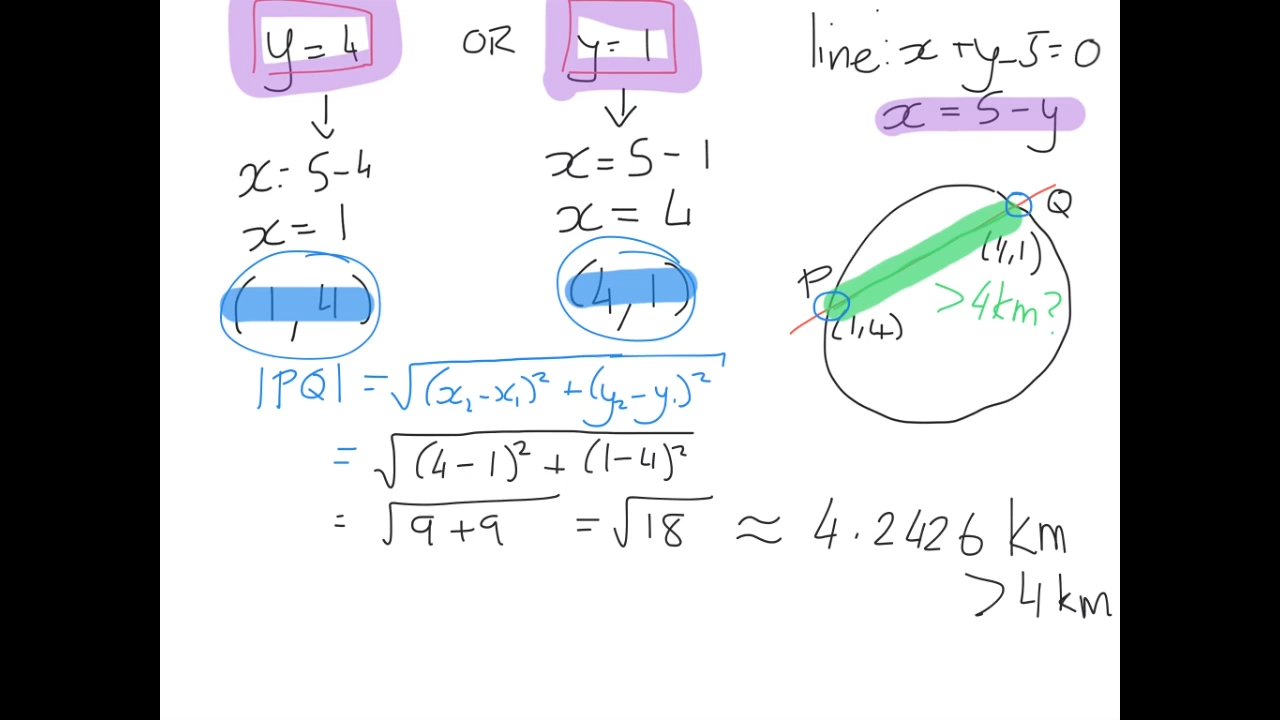 y = 4 OR y = 1
line: x + y - 5 = 0
x = 5 - y
x = 5 - 4
x = 1
(1, 4)
x = 5 - 1
x = 4
(4, 1)
P
(1, 4)
Q
(4, 1)
> 4 km?
|PQ| = √((x₂ - x₁)² + (y₂ - y₁)²)
= √((4 - 1)² + (1 - 4)²)
= √(9 + 9) = √18 ≈ 4.2426 km
> 4 km